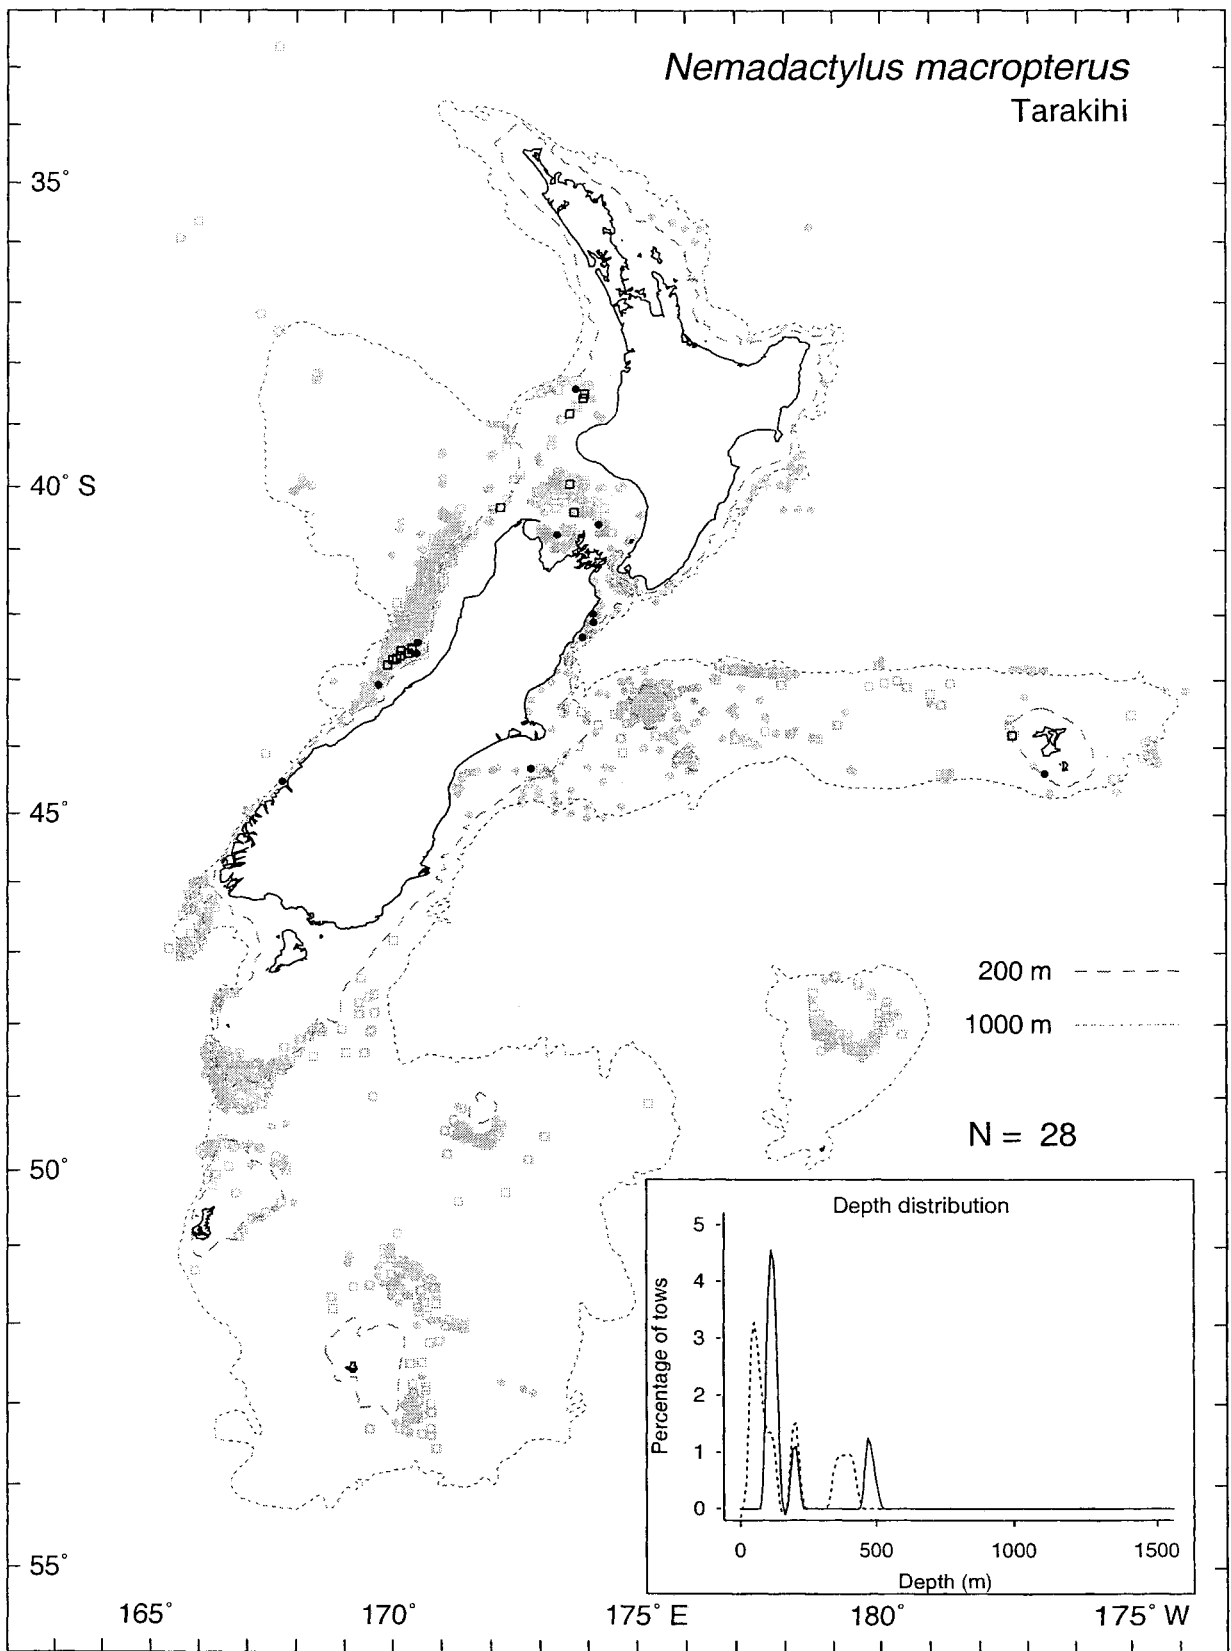 Nemadactylus macropterus
Tarakihi
35°
40° S
45°
50°
55°
200 m
1000 m
N = 28
Depth distribution
Percentage of tows
5
4
3
2
1
0
0 500 1000 1500
Depth (m)
165° 170° 175° E 180° 175° W